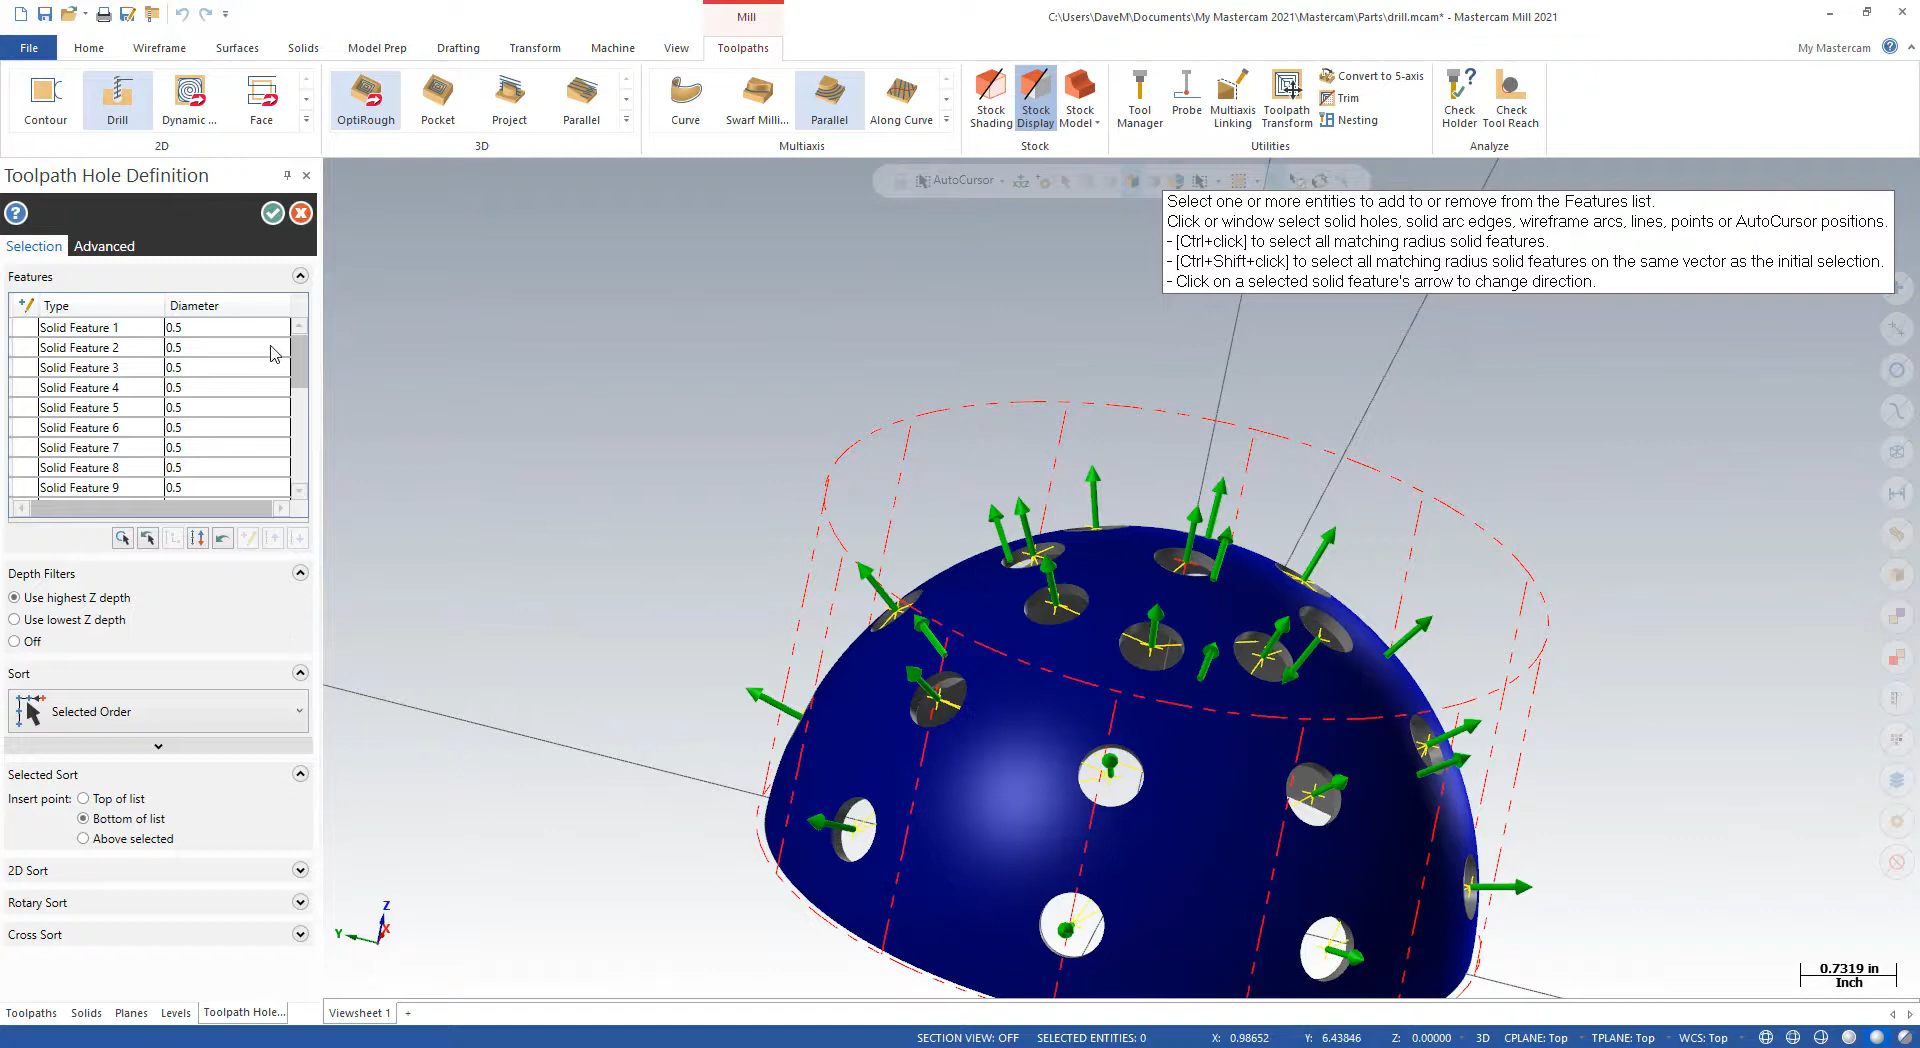 Mill
C:\Users\DaveM\Documents\My Mastercam 2021\Mastercam\Parts\drill.mcam* - Mastercam Mill 2021
File Home Wireframe Surfaces Solids Model Prep Drafting Transform Machine View Toolpaths My Mastercam
Contour Drill Dynamic ... Face
2D
OptiRough Pocket Project Parallel
3D
Curve Swarf Milli... Parallel Along Curve
Multiaxis
Stock Shading
Stock Display
Stock Model
Stock
Tool Manager
Probe
Multiaxis Linking
Toolpath Transform
Convert to 5-axis
Trim
Nesting
Utilities
Check Holder
Check Tool Reach
Analyze
Toolpath Hole Definition
Selection Advanced
Features
Type Diameter
Solid Feature 1 0.5
Solid Feature 2 0.5
Solid Feature 3 0.5
Solid Feature 4 0.5
Solid Feature 5 0.5
Solid Feature 6 0.5
Solid Feature 7 0.5
Solid Feature 8 0.5
Solid Feature 9 0.5
Depth Filters
Use highest Z depth
Use lowest Z depth
Off
Sort
Selected Order
Selected Sort
Insert point: Top of list
Bottom of list
Above selected
2D Sort
Rotary Sort
Cross Sort
AutoCursor
Select one or more entities to add to or remove from the Features list.
Click or window select solid holes, solid arc edges, wireframe arcs, lines, points or AutoCursor positions.
- [Ctrl+click] to select all matching radius solid features.
- [Ctrl+Shift+click] to select all matching radius solid features on the same vector as the initial selection.
- Click on a selected solid feature's arrow to change direction.
Z
Y
X
0.7319 in
Inch
Toolpaths Solids Planes Levels Toolpath Hole... Viewsheet 1 +
SECTION VIEW: OFF SELECTED ENTITIES: 0 X: 0.98652 Y: 6.43846 Z: 0.00000 3D CPLANE: Top TPLANE: Top WCS: Top